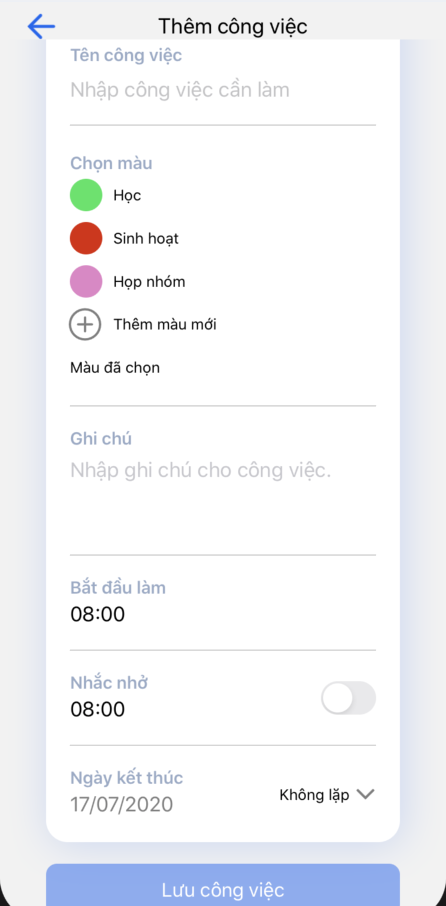 Thêm công việc
Tên công việc
Nhập công việc cần làm
Chọn màu
Học
Sinh hoạt
Họp nhóm
Thêm màu mới
Màu đã chọn
Ghi chú
Nhập ghi chú cho công việc.
Bắt đầu làm
08:00
Nhắc nhở
08:00
Ngày kết thúc
17/07/2020
Không lặp
Lưu công việc